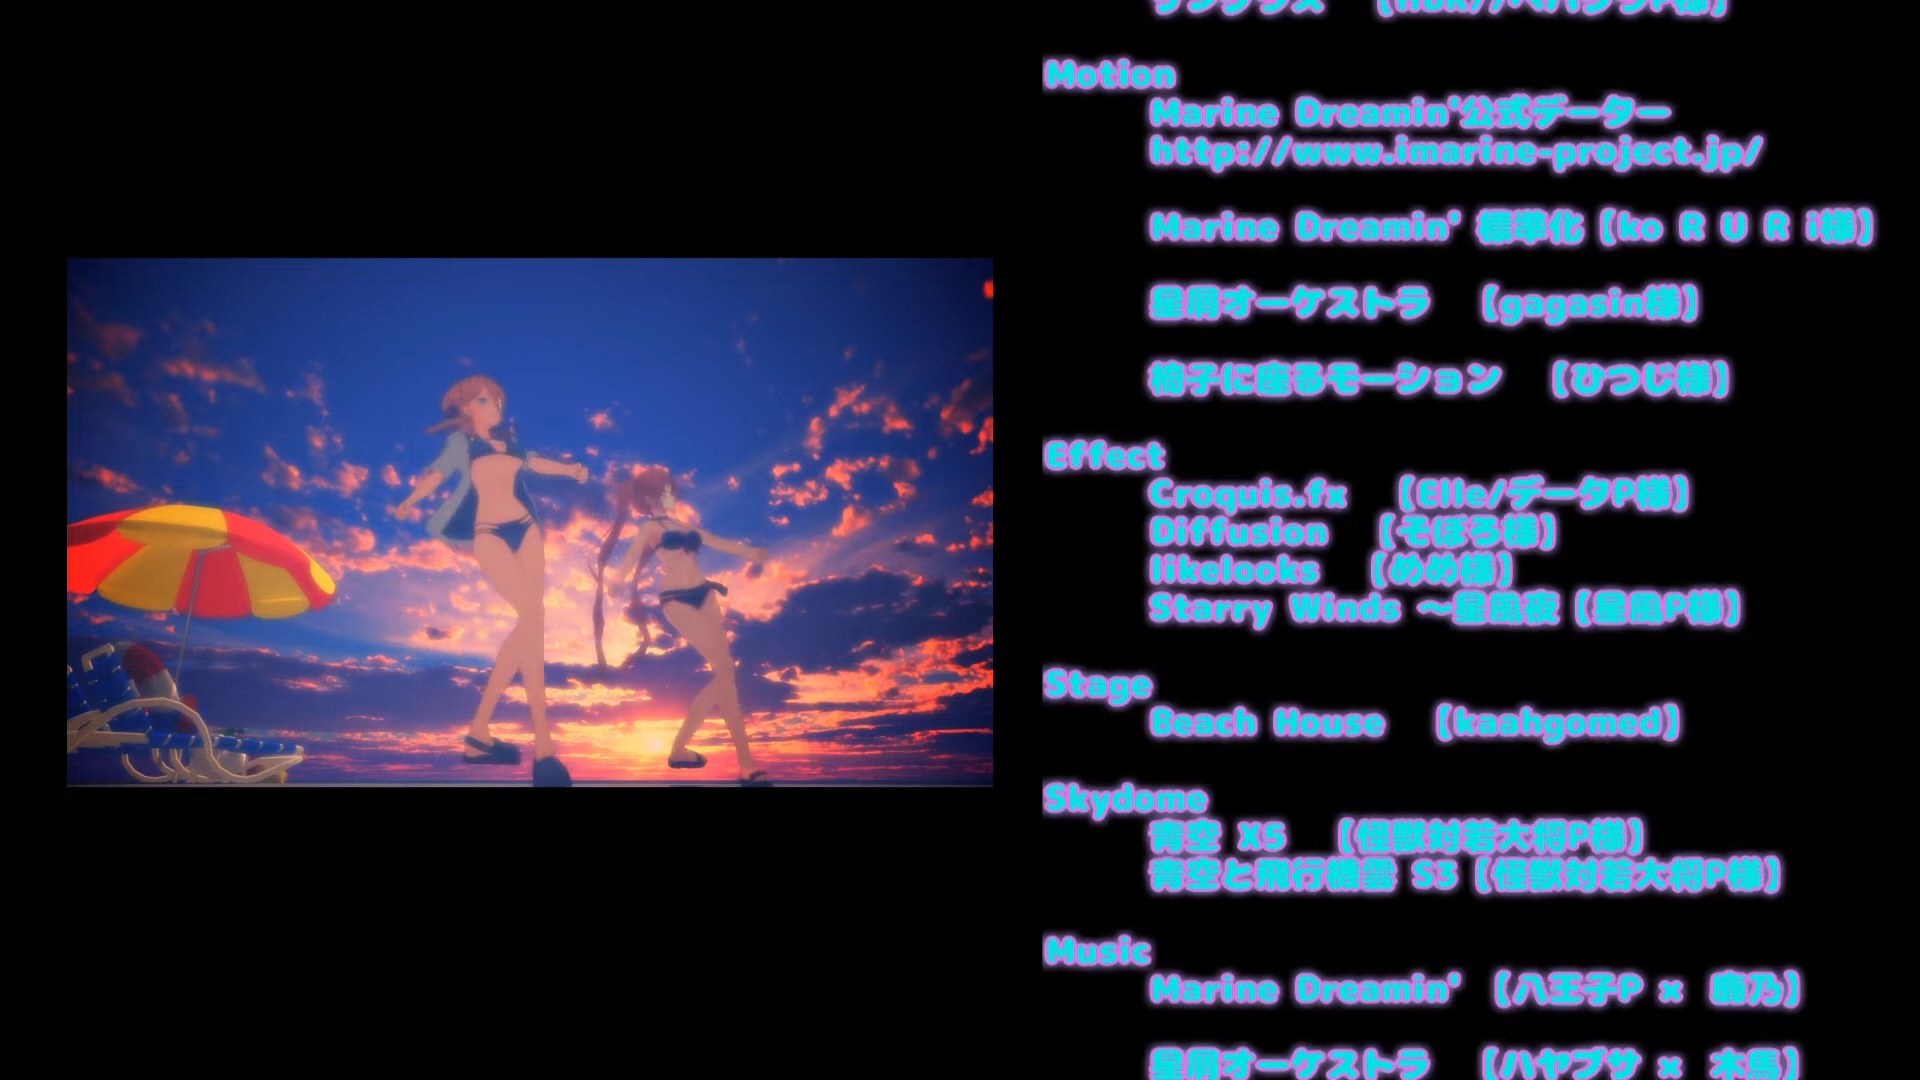 Motion
Marine Dreamin'公式データー
http://www.imarine-project.jp/
Marine Dreamin' 標準化【ko R U R i様】
星屑オーケストラ 【gagasin様】
椅子に座るモーション 【ひつじ様】
Effect
Croquis.fx 【Elle/データP様】
Diffusion 【そぼろ様】
likelooks 【めめ様】
Starry Winds ～星風夜【星風P様】
Stage
Beach House 【kaahgomed】
Skydome
青空 X5 【怪獣対若大将P様】
青空と飛行機雲 S3【怪獣対若大将P様】
Music
Marine Dreamin' 【八王子P × 鹿乃】
星屑オーケストラ 【ハヤブサ × 木馬】